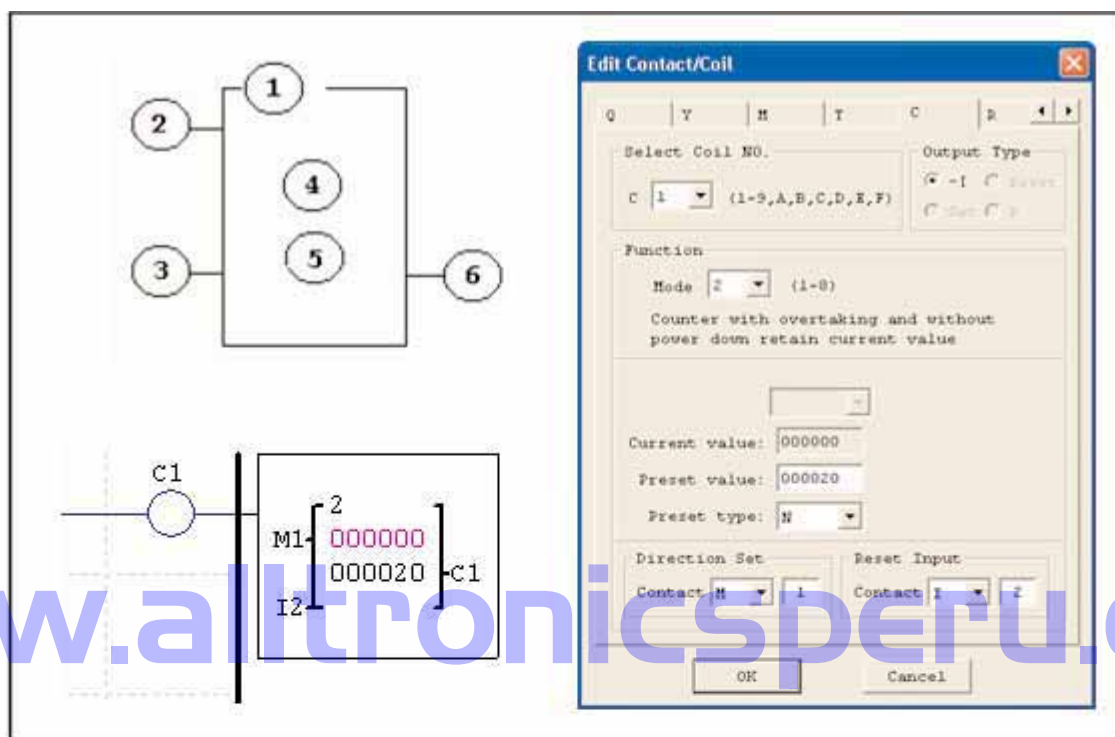 1
2
3
4
5
6
C1
2
M1
000000
000020
C1
I2
Edit Contact/Coil
Q Y M T C R
Select Coil NO.
C 1 (1-9,A,B,C,D,E,F)
Output Type
Function
Mode 2 (1-8)
Counter with overtaking and without
power down retain current value
Current value: 000000
Preset value: 000020
Preset type: N
Direction Set
Contact M 1
Reset Input
Contact I 2
OK Cancel
w.alltronicsperu.c